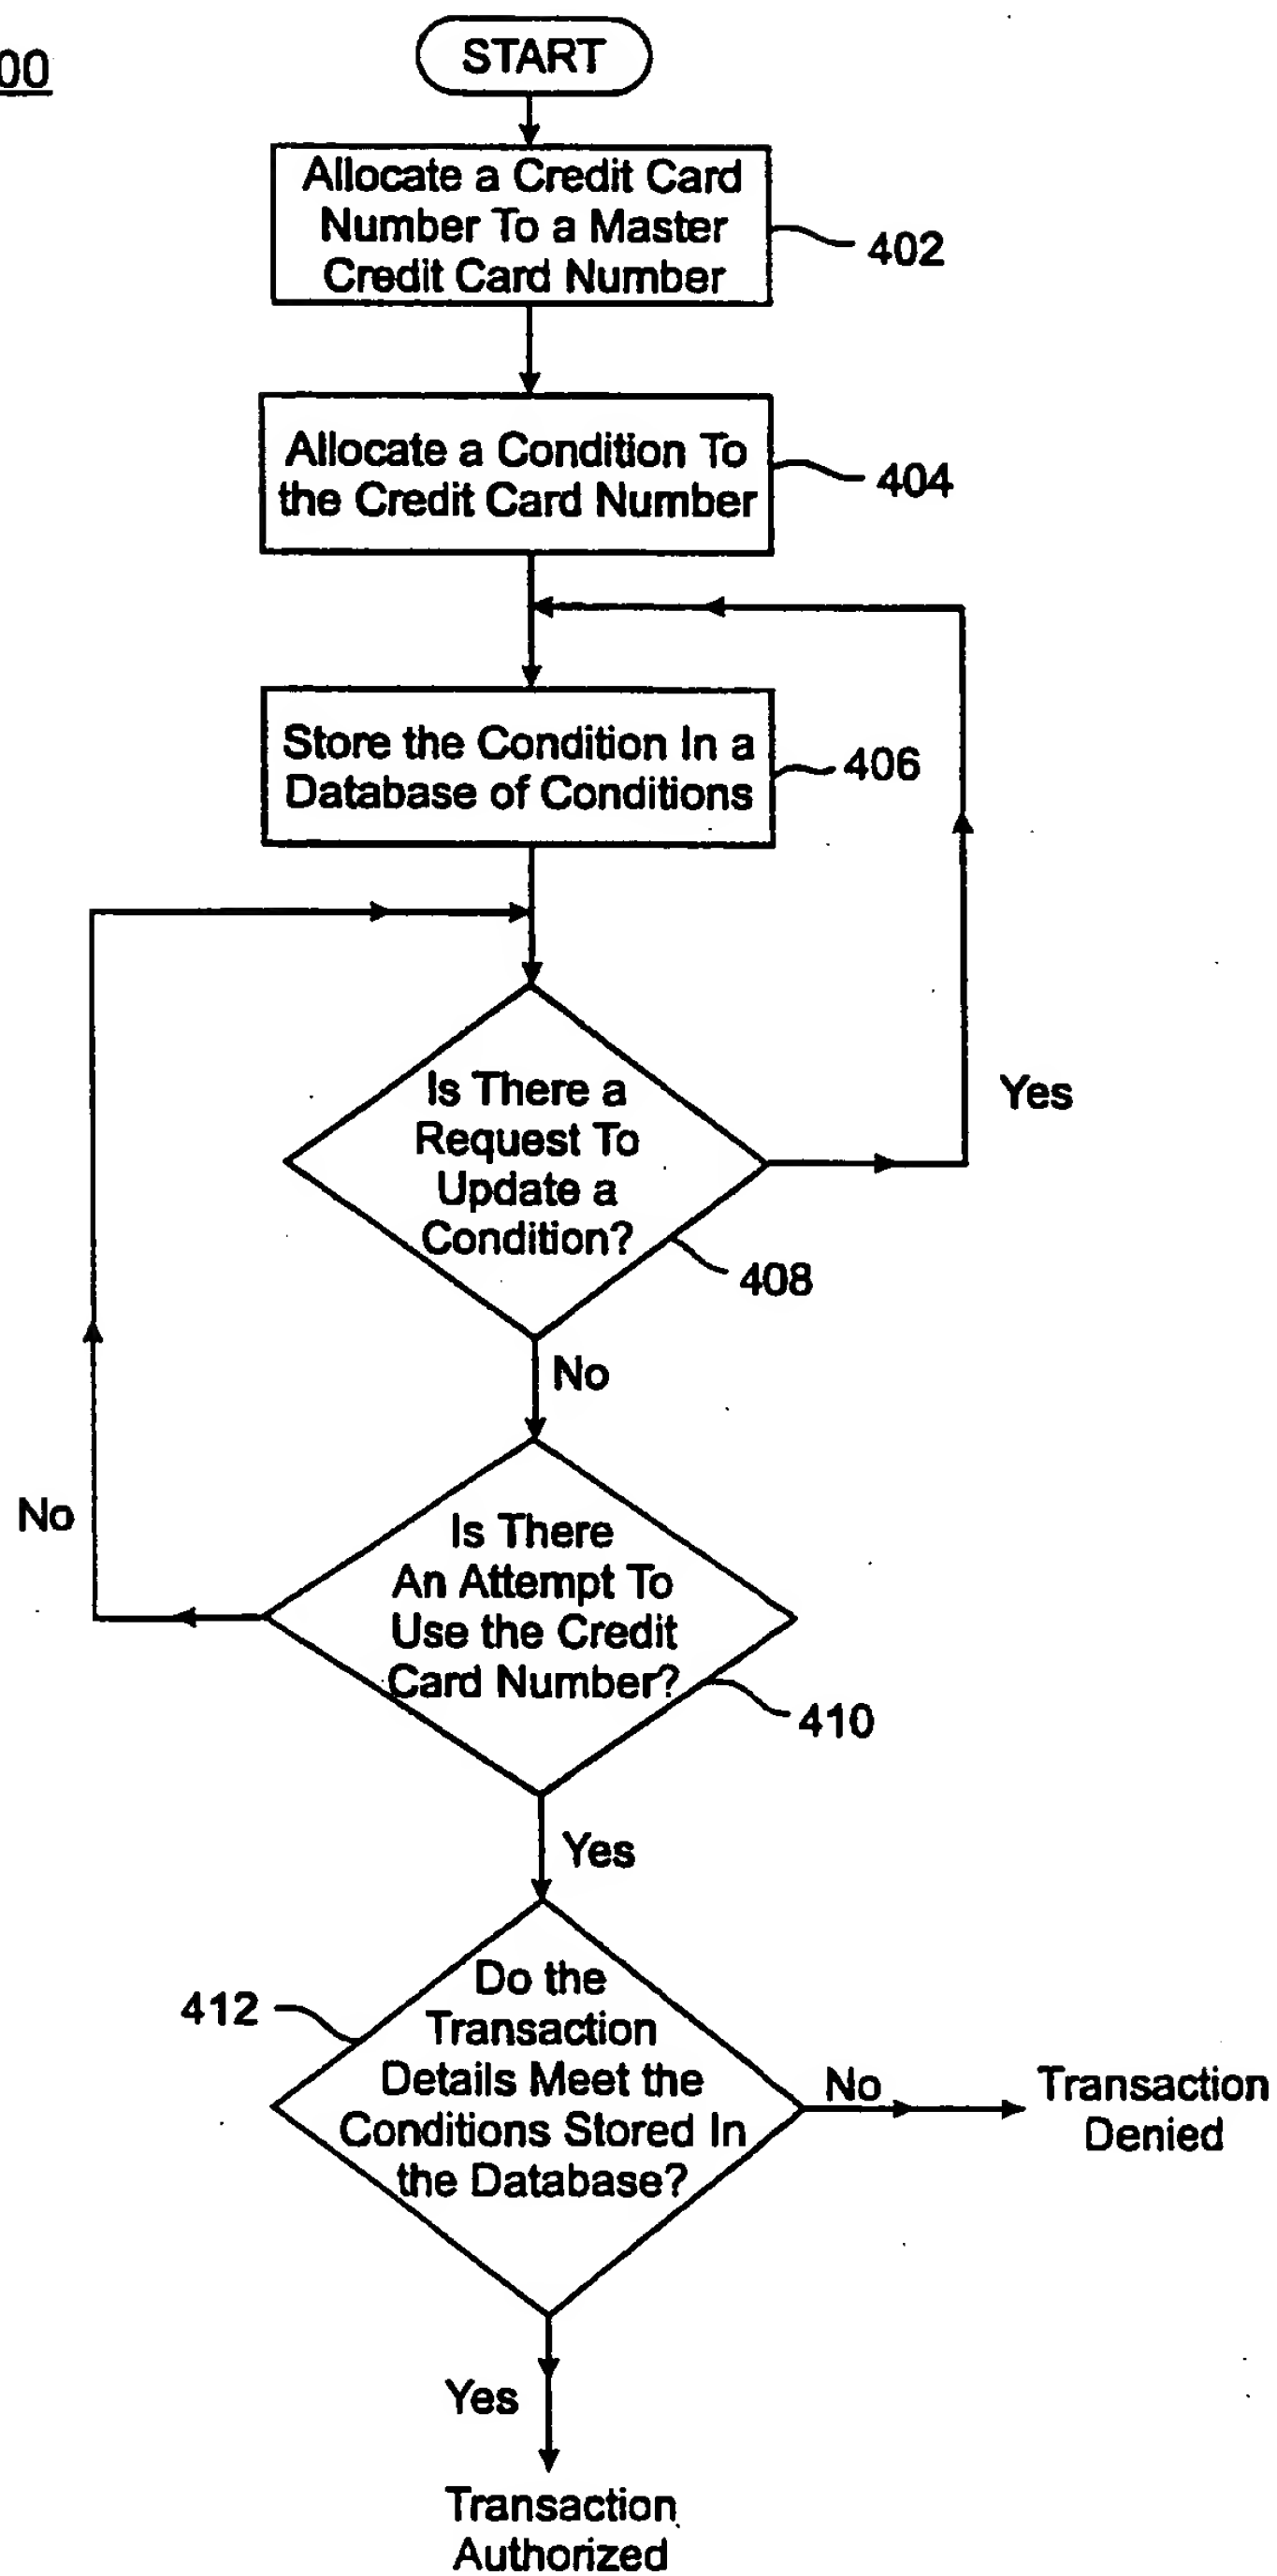 00
START
Allocate a Credit Card
Number To a Master
Credit Card Number
402
Allocate a Condition To
the Credit Card Number
404
Store the Condition In a
Database of Conditions
406
Is There a
Request To
Update a
Condition?
Yes
408
No
Is There
An Attempt To
Use the Credit
Card Number?
No
410
Yes
412
Do the
Transaction
Details Meet the
Conditions Stored In
the Database?
No
Transaction
Denied
Yes
Transaction
Authorized